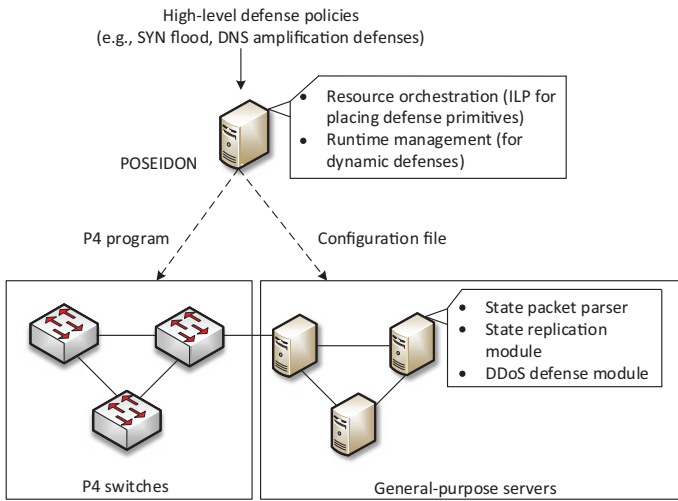 High-level defense policies
(e.g., SYN flood, DNS amplification defenses)
• Resource orchestration (ILP for
placing defense primitives)
• Runtime management (for
dynamic defenses)
POSEIDON
P4 program
Configuration file
• State packet parser
• State replication
module
• DDoS defense module
P4 switches
General-purpose servers